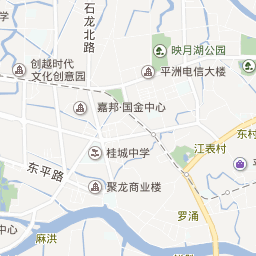 石龙北路
映月湖公园
创越时代
文化创意园
平洲电信大楼
嘉邦·国金中心
东村
江表村
桂城中学
东平路
聚龙商业楼
罗涌
中心
麻洪